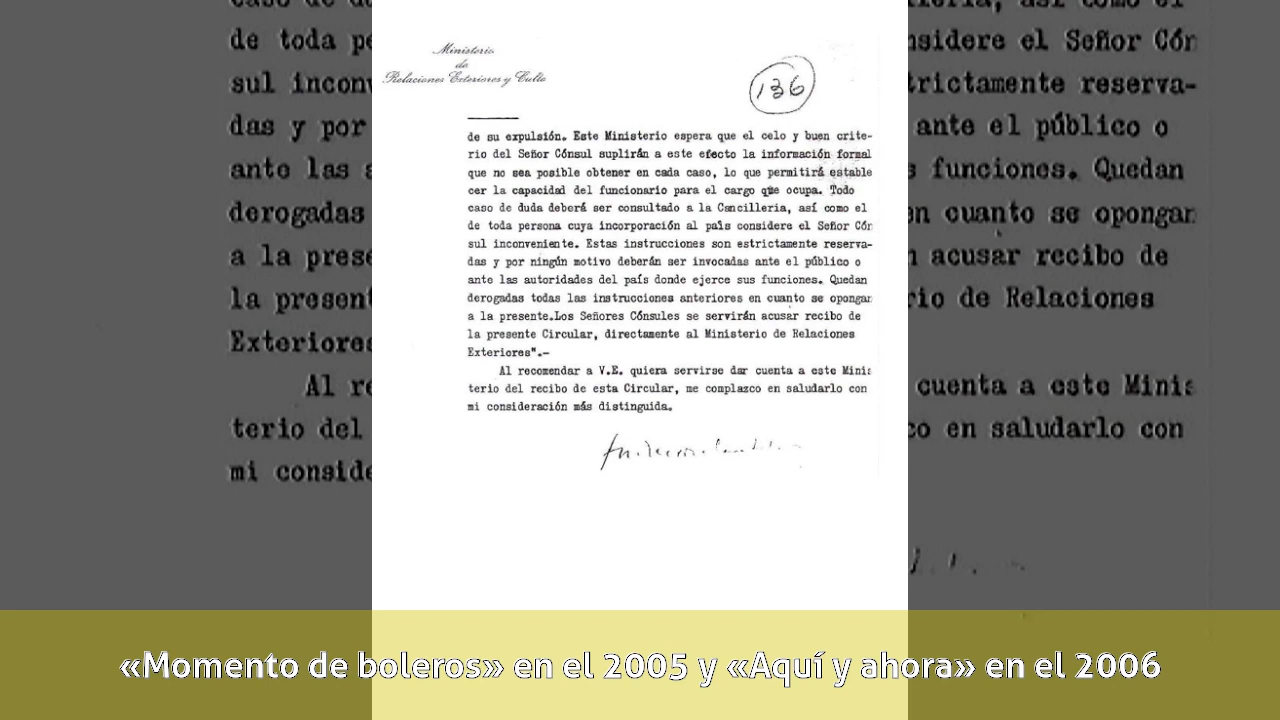 Ministerio
de
Relaciones Exteriores y Culto
136
de su expulsión. Este Ministerio espera que el celo y buen crite-
rio del Señor Cónsul suplirán a este efecto la información formal
que no sea posible obtener en cada caso, lo que permitirá estable
cer la capacidad del funcionario para el cargo que ocupa. Todo
caso de duda deberá ser consultado a la Cancilleria, así como el
de toda persona cuya incorporación al país considere el Señor Cón
sul inconveniente. Estas instrucciones son estrictamente reserva-
das y por ningún motivo deberán ser invocadas ante el público o
ante las autoridades del país donde ejerce sus funciones. Quedan
derogadas todas las instrucciones anteriores en cuanto se opongan
a la presente.Los Señores Cónsules se servirán acusar recibo de
la presente Circular, directamente al Ministerio de Relaciones
Exteriores".-
Al recomendar a V.E. quiera servirse dar cuenta a este Minis
terio del recibo de esta Circular, me complazco en saludarlo con
mi consideración más distinguida.
«Momento de boleros» en el 2005 y «Aquí y ahora» en el 2006